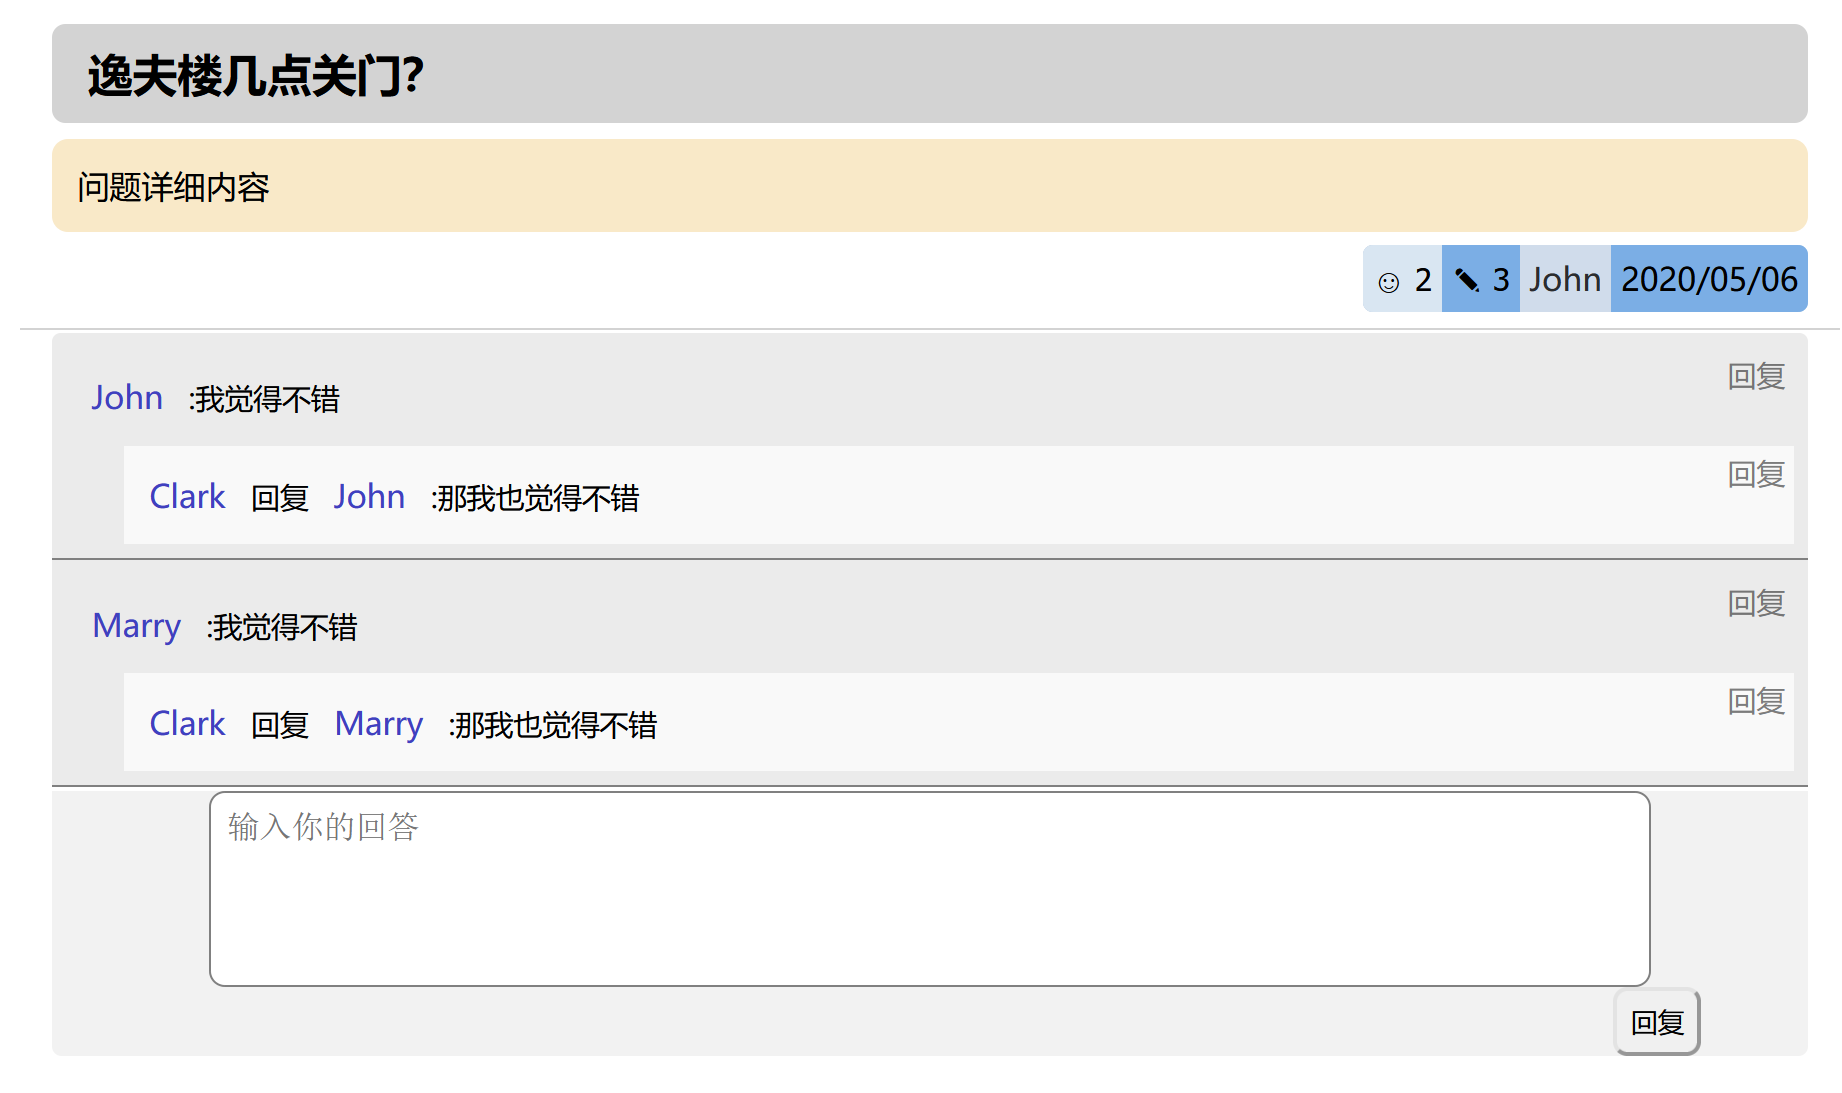 逸夫楼几点关门？
问题详细内容
☺ 2 ✎ 3 John 2020/05/06
John :我觉得不错 回复
Clark 回复 John :那我也觉得不错 回复
Marry :我觉得不错 回复
Clark 回复 Marry :那我也觉得不错 回复
输入你的回答
回复